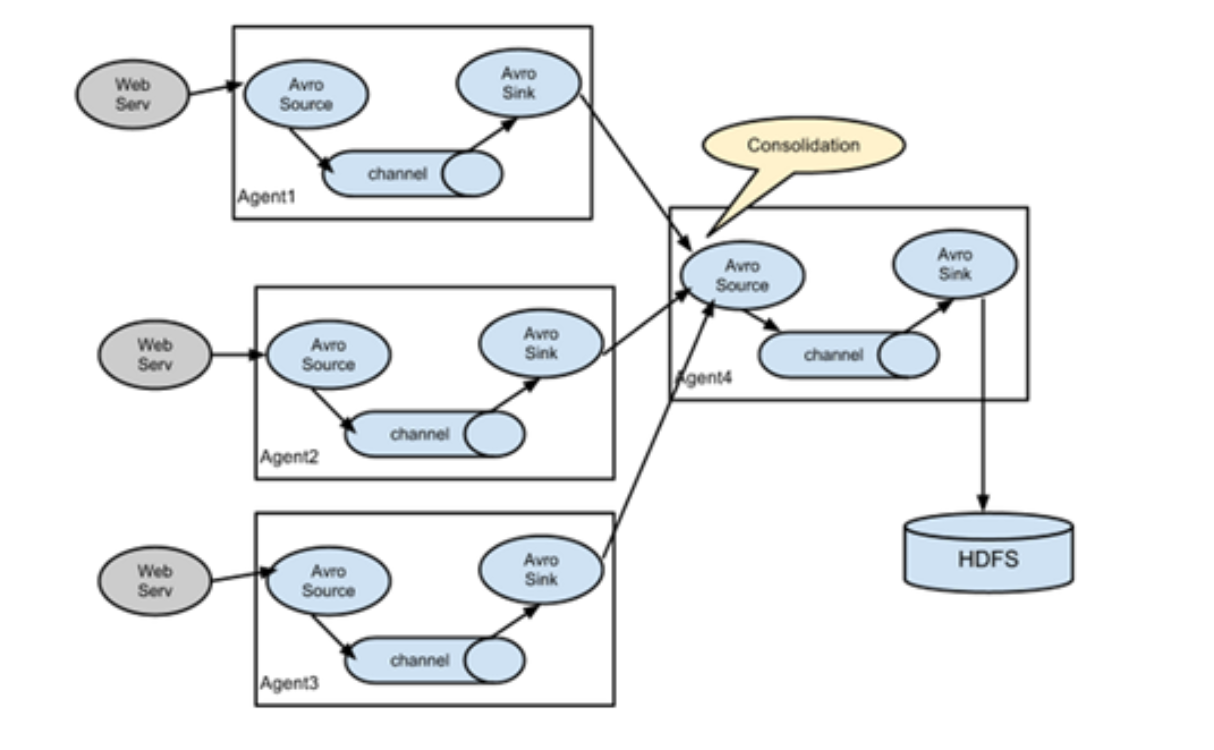 Web
Serv
Avro
Source
Avro
Sink
channel
Agent1
Consolidation
Web
Serv
Avro
Source
Avro
Sink
channel
Agent2
Avro
Source
Avro
Sink
channel
Agent4
Web
Serv
Avro
Source
Avro
Sink
channel
Agent3
HDFS